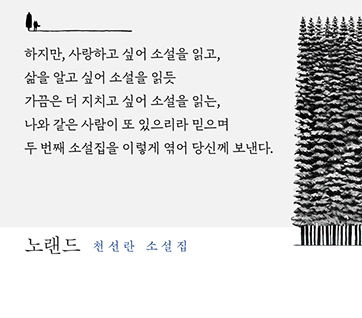 하지만, 사랑하고 싶어 소설을 읽고,
삶을 알고 싶어 소설을 읽듯
가끔은 더 지치고 싶어 소설을 읽는,
나와 같은 사람이 또 있으리라 믿으며
두 번째 소설집을 이렇게 엮어 당신께 보낸다.
노랜드 천선란 소설집